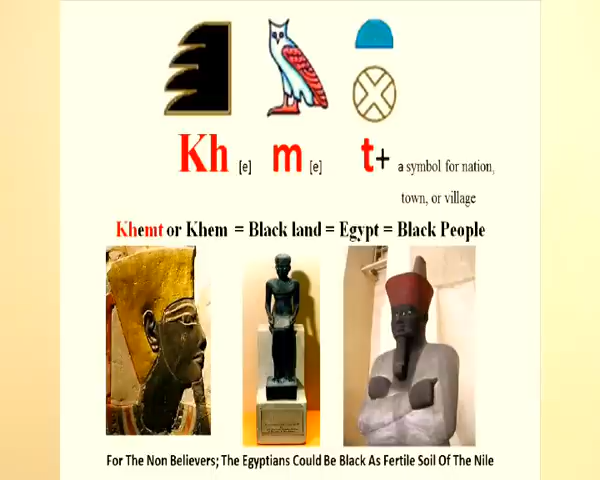 Kh [e] m [e] t+ a symbol for nation,
town, or village
Khemt or Khem = Black land = Egypt = Black People
For The Non Believers; The Egyptians Could Be Black As Fertile Soil Of The Nile